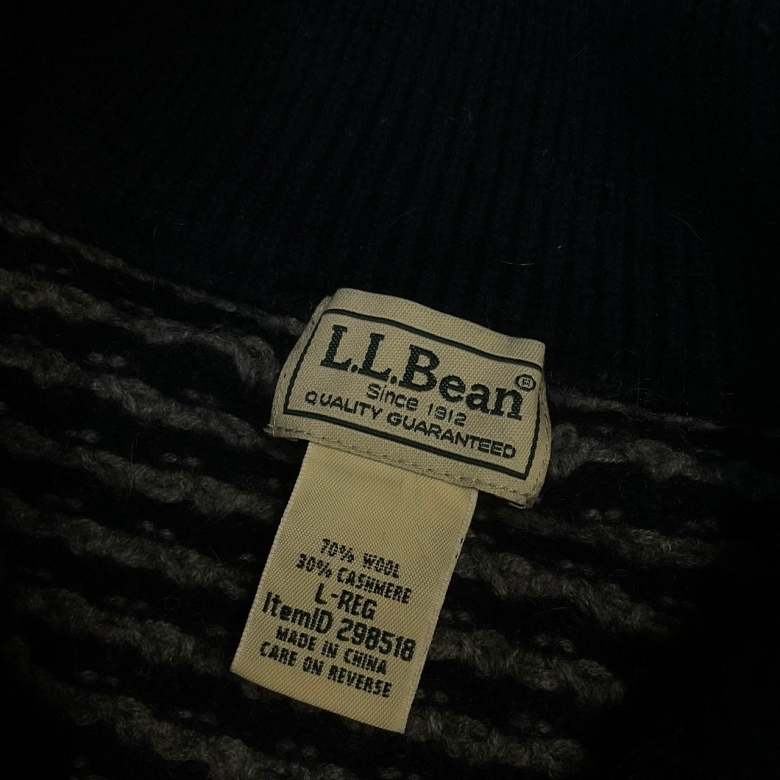 L.L.Bean®
Since 1912
QUALITY GUARANTEED
70% WOOL
30% CASHMERE
L-REG
ItemID 298518
MADE IN CHINA
CARE ON REVERSE